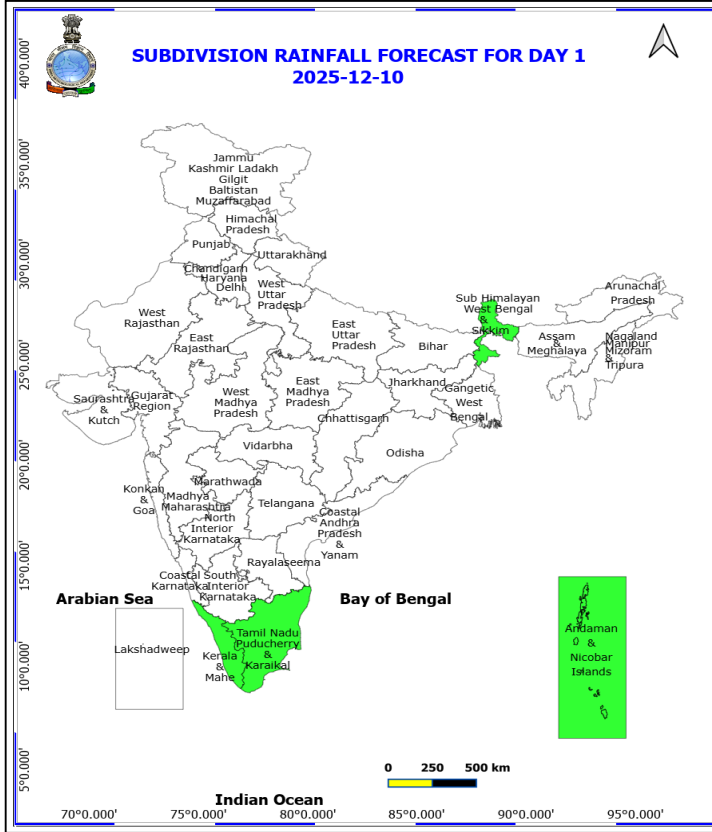 SUBDIVISION RAINFALL FORECAST FOR DAY 1
2025-12-10
40°0.000'
35°0.000'
30°0.000'
25°0.000'
20°0.000'
15°0.000'
10°0.000'
5°0.000'
Jammu
Kashmir Ladakh
Gilgit
Baltistan
Muzaffarabad
Himachal
Pradesh
Punjab
Uttarakhand
Chandigarh
Haryana
Delhi
West
Uttar
Pradesh
West
Rajasthan
East
Rajasthan
East
Uttar
Pradesh
Bihar
Sub Himalayan
West Bengal
&
Sikkim
Arunachal
Pradesh
Assam
&
Meghalaya
Nagaland
Manipur
Mizoram
&
Tripura
Saurashtra
&
Kutch
Gujarat
Region
West
Madhya
Pradesh
East
Madhya
Pradesh
Jharkhand
Gangetic
West
Bengal
Chhattisgarh
Odisha
Vidarbha
Konkan
&
Goa
Marathwada
Madhya
Maharashtra
North
Interior
Karnataka
Telangana
Coastal
Andhra
Pradesh
&
Yanam
Rayalaseema
Coastal
Karnataka
South
Interior
Karnataka
Arabian Sea
Bay of Bengal
Lakshadweep
Kerala
&
Mahe
Tamil Nadu
Puducherry
&
Karaikal
Andaman
&
Nicobar
Islands
0 250 500 km
Indian Ocean
70°0.000' 75°0.000' 80°0.000' 85°0.000' 90°0.000' 95°0.000'